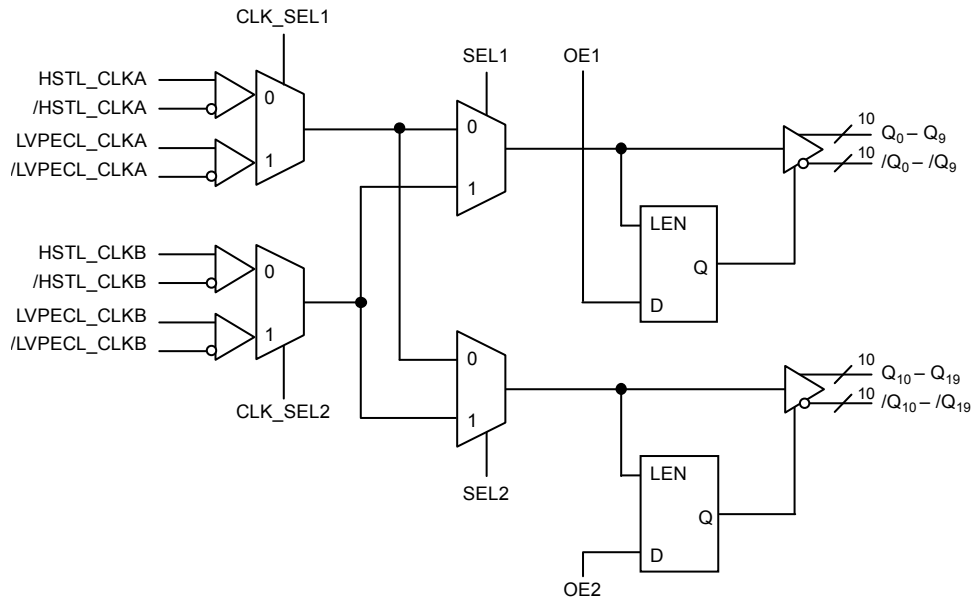 CLK_SEL1
SEL1
OE1
HSTL_CLKA
/HSTL_CLKA
LVPECL_CLKA
/LVPECL_CLKA
0
1
0
1
10
Q0 – Q9
10
/Q0 – /Q9
LEN
Q
D
HSTL_CLKB
/HSTL_CLKB
LVPECL_CLKB
/LVPECL_CLKB
0
1
CLK_SEL2
0
1
SEL2
10
Q10 – Q19
10
/Q10 – /Q19
LEN
Q
D
OE2